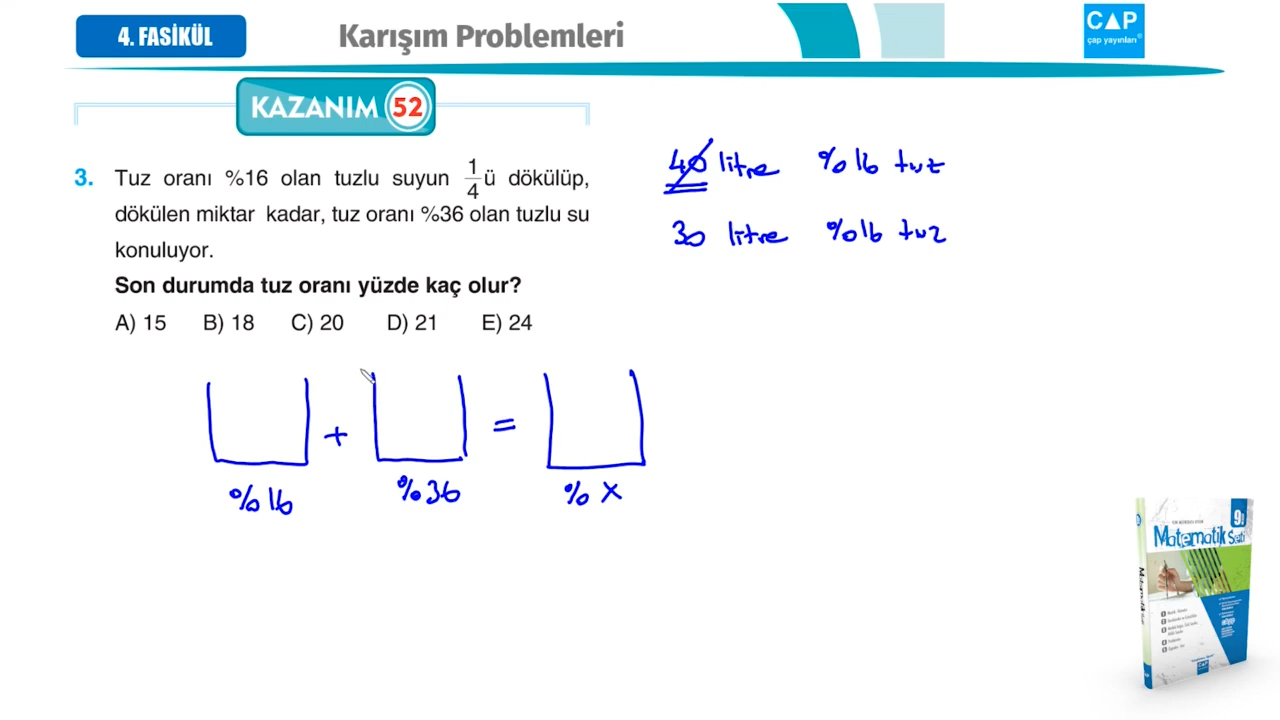 4. FASİKÜL
Karışım Problemleri
ÇAP
çap yayınları
KAZANIM 52
3. Tuz oranı %16 olan tuzlu suyun 1/4 ü dökülüp,
dökülen miktar kadar, tuz oranı %36 olan tuzlu su
konuluyor.
Son durumda tuz oranı yüzde kaç olur?
A) 15 B) 18 C) 20 D) 21 E) 24
40 litre %16 tuz
30 litre %16 tuz
+ =
%16 %36 %x
9
Matematik Seti
ÇAP